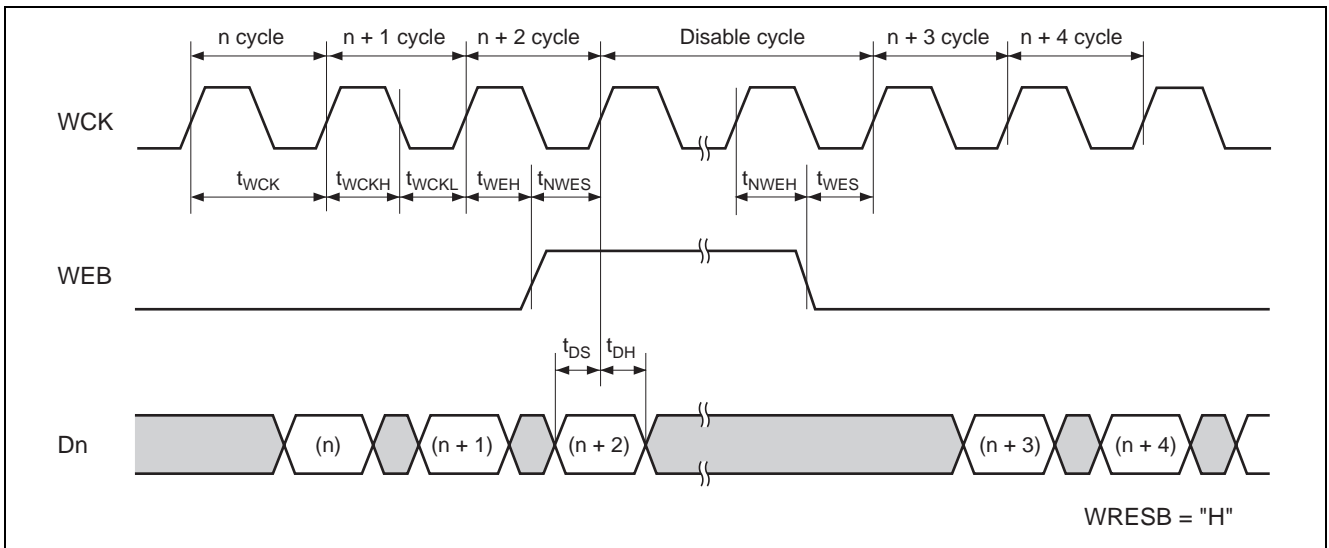 n cycle n + 1 cycle n + 2 cycle Disable cycle n + 3 cycle n + 4 cycle
WCK
tWCK tWCKH tWCKL tWEH tNWES tNWEH tWES
WEB
tDS tDH
Dn (n) (n + 1) (n + 2) (n + 3) (n + 4)
WRESB = "H"